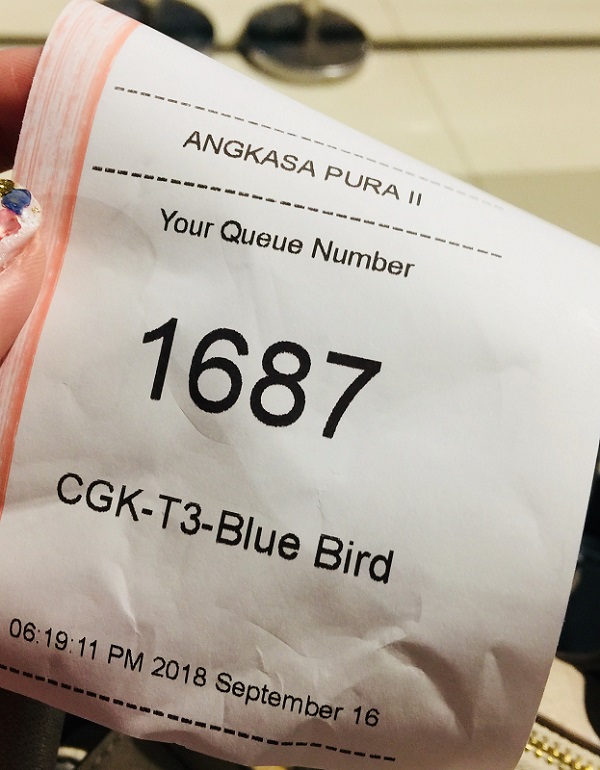 ANGKASA PURA II
Your Queue Number
1687
CGK-T3-Blue Bird
06:19:11 PM 2018 September 16